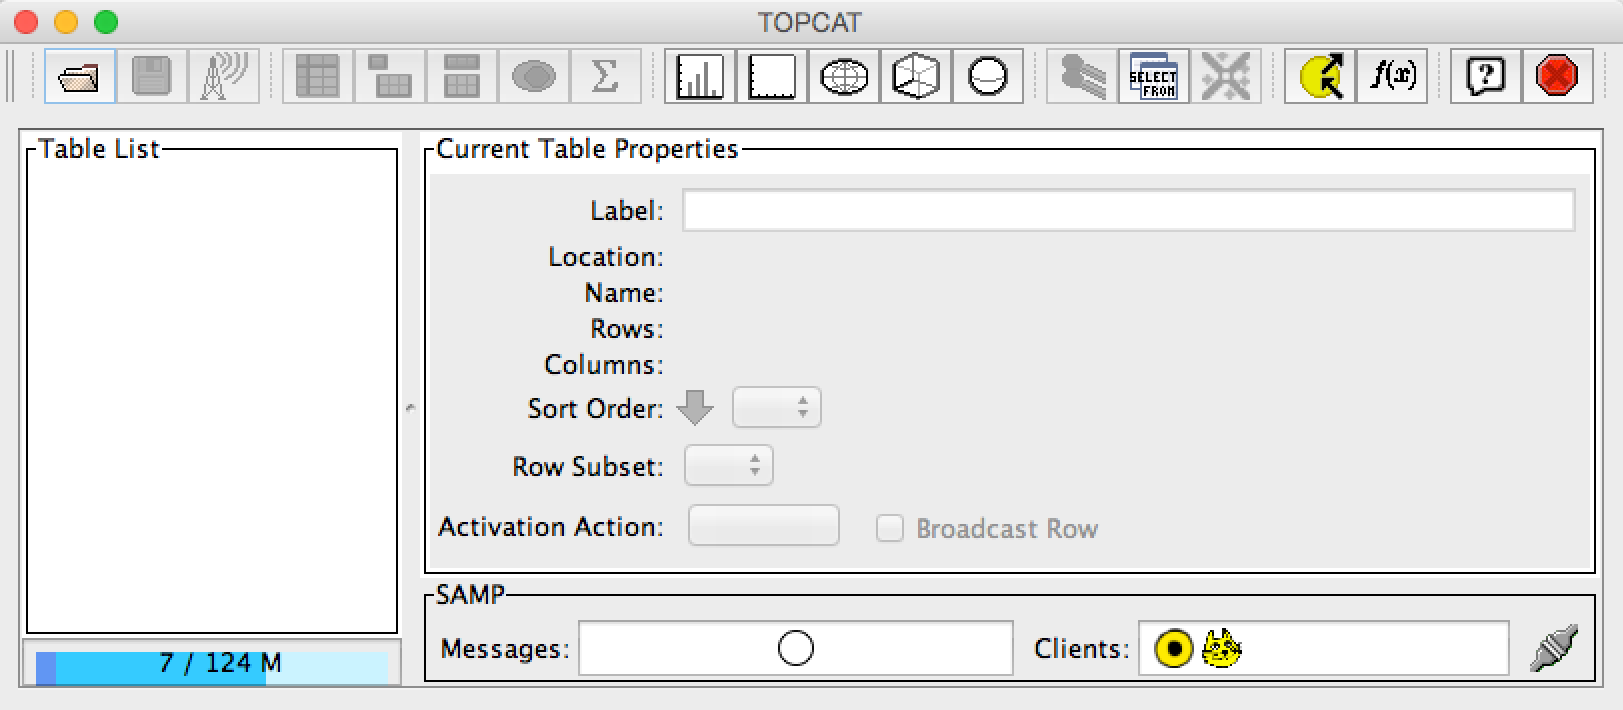 TOPCAT
Σ
SELECT
FROM
f(x)
?
Table List
Current Table Properties
Label:
Location:
Name:
Rows:
Columns:
Sort Order:
Row Subset:
Activation Action:
Broadcast Row
SAMP
Messages:
Clients:
7 / 124 M